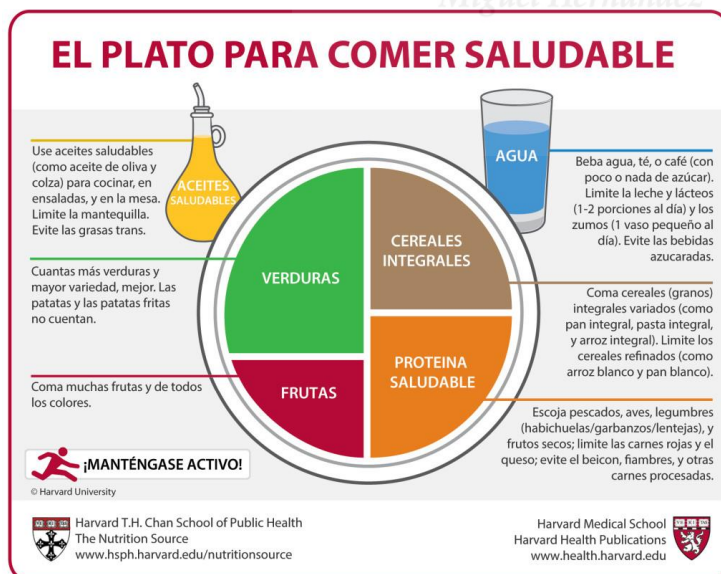 Miguel Hernández
EL PLATO PARA COMER SALUDABLE
Use aceites saludables
(como aceite de oliva y
colza) para cocinar, en
ensaladas, y en la mesa.
Limite la mantequilla.
Evite las grasas trans.
ACEITES
SALUDABLES
AGUA
Beba agua, té, o café (con
poco o nada de azúcar).
Limite la leche y lácteos
(1-2 porciones al día) y los
zumos (1 vaso pequeño al
día). Evite las bebidas
azucaradas.
Cuantas más verduras y
mayor variedad, mejor. Las
patatas y las patatas fritas
no cuentan.
VERDURAS
CEREALES
INTEGRALES
Coma cereales (granos)
integrales variados (como
pan integral, pasta integral,
y arroz integral). Limite los
cereales refinados (como
arroz blanco y pan blanco).
Coma muchas frutas y de todos
los colores.
FRUTAS
PROTEINA
SALUDABLE
Escoja pescados, aves, legumbres
(habichuelas/garbanzos/lentejas), y
frutos secos; limite las carnes rojas y el
queso; evite el beicon, fiambres, y otras
carnes procesadas.
¡MANTÉNGASE ACTIVO!
© Harvard University
Harvard T.H. Chan School of Public Health
The Nutrition Source
www.hsph.harvard.edu/nutritionsource
Harvard Medical School
Harvard Health Publications
www.health.harvard.edu